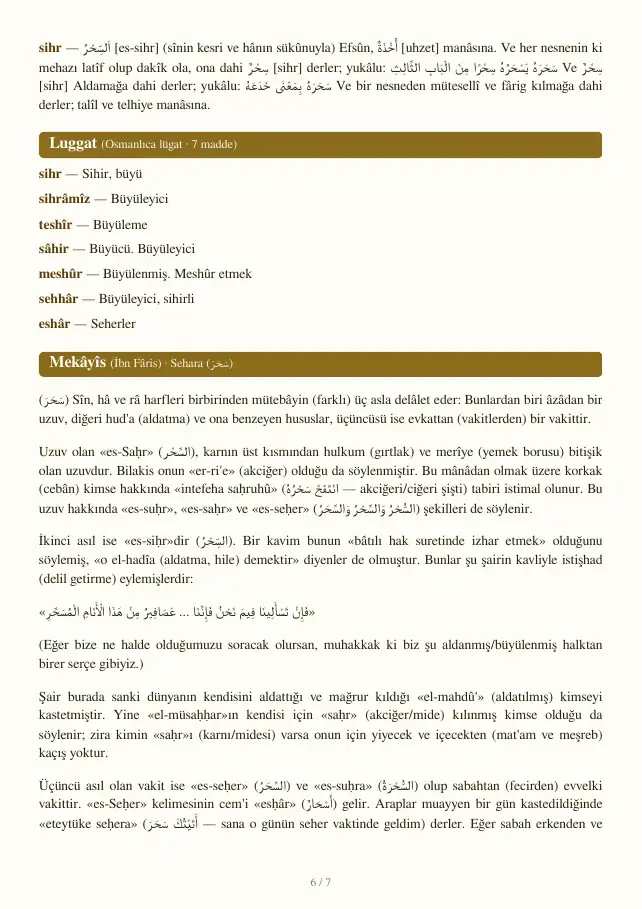 sihr — اَلسِّحْرُ [es-sihr] (sînin kesri ve hânın sükûnuyla) Efsûn, أُخْذَةٌ [uhzet] manâsına. Ve her nesnenin ki
mehazı latîf olup dakîk ola, ona dahi سِحْرٌ [sihr] derler; yukâlu: سَحَرَهُ يَسْحَرُهُ سِحْرًا مِنَ الْبَابِ الثَّالِثِ Ve سِحْرٌ
[sihr] Aldamağa dahi derler; yukâlu: سَحَرَهُ بِمَعْنَى خَدَعَهُ Ve bir nesneden mütesellî ve fârig kılmağa dahi
derler; talîl ve telhiye manâsına.
Luggat (Osmanlıca lügat · 7 madde)
sihr — Sihir, büyü
sihrâmîz — Büyüleyici
teshîr — Büyüleme
sâhir — Büyücü. Büyüleyici
meshûr — Büyülenmiş. Meshûr etmek
sehhâr — Büyüleyici, sihirli
eshâr — Seherler
Mekâyîs (İbn Fâris) · Sehara (سَحَرَ)
(سَحَرَ) Sîn, hâ ve râ harfleri birbirinden mütebâyin (farklı) üç asla delâlet eder: Bunlardan biri âzâdan bir
uzuv, diğeri hud'a (aldatma) ve ona benzeyen hususlar, üçüncüsü ise evkattan (vakitlerden) bir vakittir.
Uzuv olan «es-Saḥr» (السَّحْر), karnın üst kısmından hulkum (gırtlak) ve merîye (yemek borusu) bitişik
olan uzuvdur. Bilakis onun «er-ri'e» (akciğer) olduğu da söylenmiştir. Bu mânâdan olmak üzere korkak
(cebân) kimse hakkında «intefeha saḥruhû» (انْتَفَخَ سَحْرُهُ — akciğeri/ciğeri şişti) tabiri istimal olunur. Bu
uzuv hakkında «es-suḥr», «es-saḥr» ve «es-seḥer» (السُّحْرُ وَالسَّحْرُ وَالسَّحَرُ) şekilleri de söylenir.
İkinci asıl ise «es-siḥr»dir (السِّحْرُ). Bir kavim bunun «bâtılı hak suretinde izhar etmek» olduğunu
söylemiş, «o el-hadîa (aldatma, hile) demektir» diyenler de olmuştur. Bunlar şu şairin kavliyle istişhad
(delil getirme) eylemişlerdir:
«فَإِنْ تَسْأَلِينَا فِيمَ نَحْنُ فَإِنَّنَا ... عَصَافِيرُ مِنْ هَذَا الْأَنَامِ الْمُسَحَّرِ»
(Eğer bize ne halde olduğumuzu soracak olursan, muhakkak ki biz şu aldanmış/büyülenmiş halktan
birer serçe gibiyiz.)
Şair burada sanki dünyanın kendisini aldattığı ve mağrur kıldığı «el-mahdû'» (aldatılmış) kimseyi
kastetmiştir. Yine «el-müsaḥḥar»ın kendisi için «saḥr» (akciğer/mide) kılınmış kimse olduğu da
söylenir; zira kimin «saḥr»ı (karnı/midesi) varsa onun için yiyecek ve içecekten (mat'am ve meşreb)
kaçış yoktur.
Üçüncü asıl olan vakit ise «es-seḥer» (السَّحَرُ) ve «es-suḥra» (السُّحْرَةُ) olup sabahtan (fecirden) evvelki
vakittir. «es-Seḥer» kelimesinin cem'i «esḥâr» (أَسْحَارٌ) gelir. Araplar muayyen bir gün kastedildiğinde
«eteytüke seḥera» (أَتَيْتُكَ سَحَرَ — sana o günün seher vaktinde geldim) derler. Eğer sabah erkenden ve
6 / 7